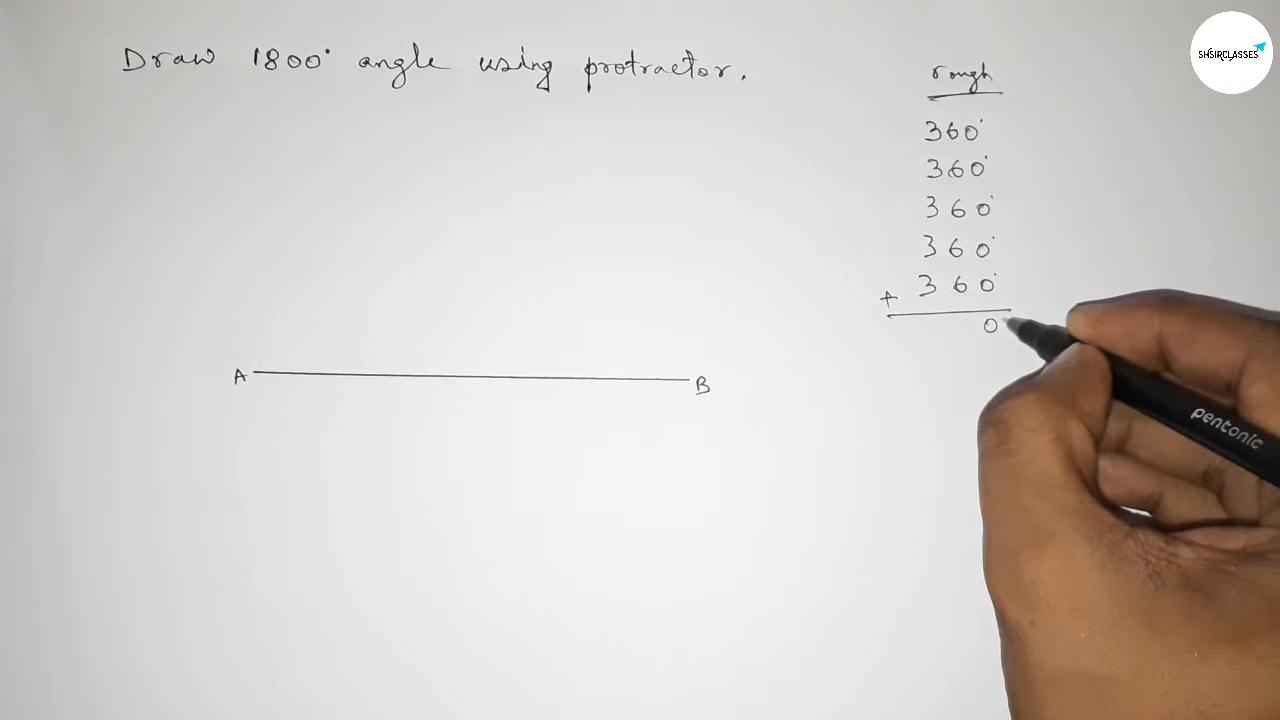 Draw 1800° angle using protractor.
SHSIRCLASSES
rough
360°
360°
360°
360°
+ 360°
0
A B
pentonic